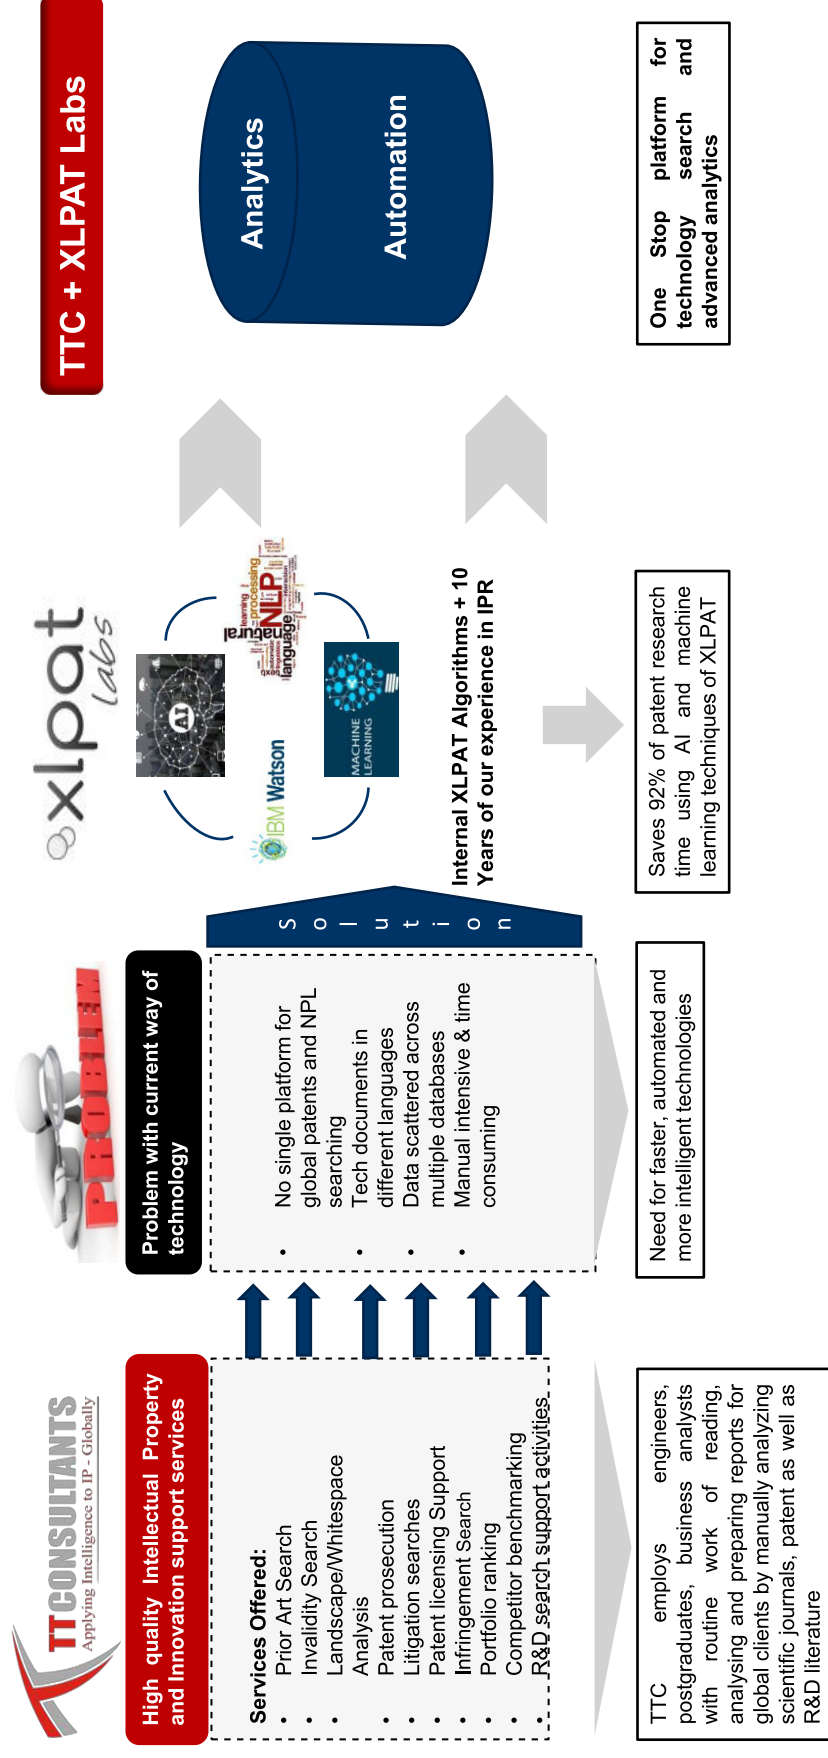 TT CONSULTANTS
Applying Intelligence to IP - Globally
High quality Intellectual Property
and Innovation support services
Services Offered:
• Prior Art Search
• Invalidity Search
• Landscape/Whitespace
Analysis
• Patent prosecution
• Litigation searches
• Patent licensing Support
• Infringement Search
• Portfolio ranking
• Competitor benchmarking
• R&D search support activities
TTC employs engineers,
postgraduates, business analysts
with routine work of reading,
analysing and preparing reports for
global clients by manually analyzing
scientific journals, patent as well as
R&D literature
PROBLEM
Problem with current way of
technology
• No single platform for
global patents and NPL
searching
• Tech documents in
different languages
• Data scattered across
multiple databases
• Manual intensive & time
consuming
Need for faster, automated and
more intelligent technologies
Solution
xlpat
labs
AI
IBM Watson
learning
processing
NLP
natural
language
text
MACHINE
LEARNING
Internal XLPAT Algorithms + 10
Years of our experience in IPR
Saves 92% of patent research
time using AI and machine
learning techniques of XLPAT
TTC + XLPAT Labs
Analytics
Automation
One Stop platform for
technology search and
advanced analytics